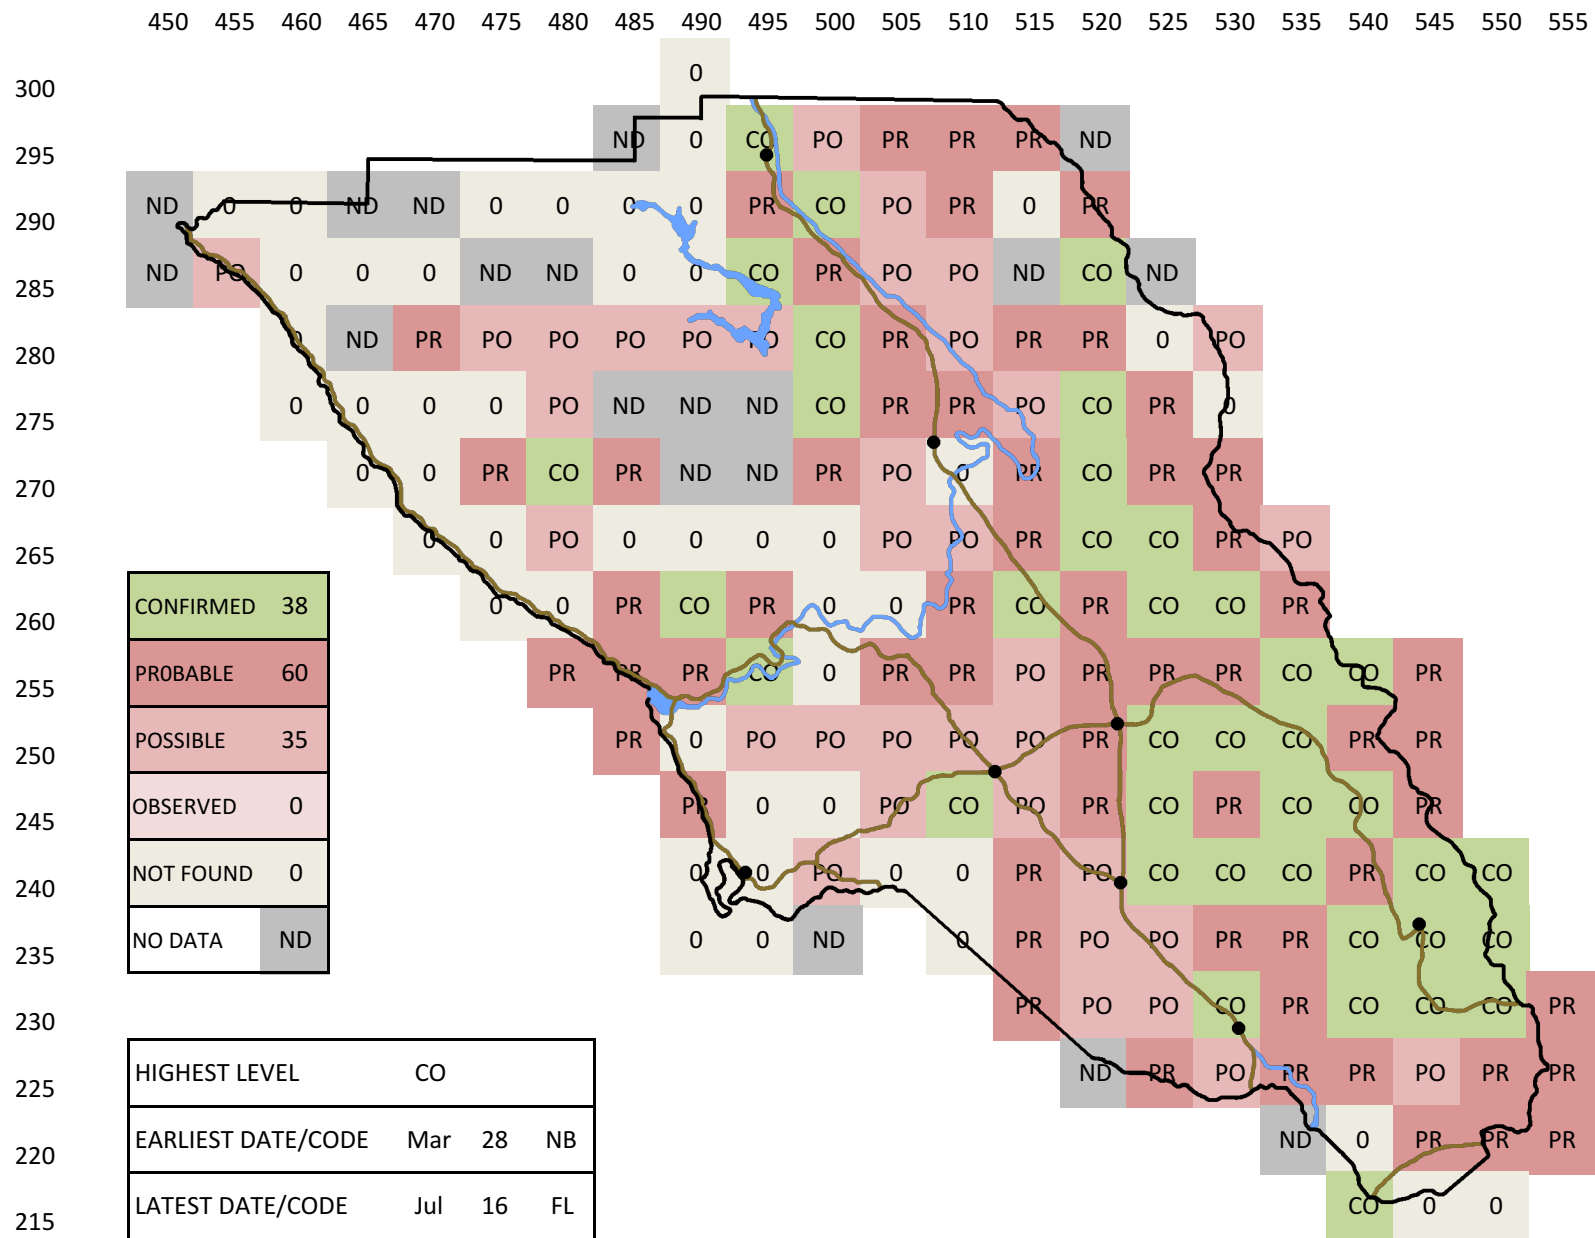 450 455 460 465 470 475 480 485 490 495 500 505 510 515 520 525 530 535 540 545 550 555
0
300
ND 0 CO PO PR PR PR ND
295
ND 0 0 ND ND 0 0 0 0 PR CO PO PR 0 PR
290
ND PO 0 0 0 ND ND 0 0 CO PR PO PO ND CO ND
285
0 ND PR PO PO PO PO PO CO PR PO PR PR 0 PO
280
0 0 0 0 PO ND ND ND CO PR PR PO CO PR 0
275
0 0 PR CO PR ND ND PR PO 0 PR CO PR PR
270
0 0 PO 0 0 0 0 PO PO PR CO CO PR PO
265
CONFIRMED 38 0 0 PR CO PR 0 0 PR CO PR CO CO PR
260
PR0BABLE 60 PR PR PR CO 0 PR PR PO PR PR PR CO CO PR
255
POSSIBLE 35 PR 0 PO PO PO PO PO PR CO CO CO PR PR
250
OBSERVED 0 PR 0 0 PO CO PO PR CO PR CO CO PR
245
NOT FOUND 0 0 0 PO 0 0 PR PO CO CO CO PR CO CO
240
NO DATA ND 0 0 ND 0 PR PO PO PR PR CO CO CO
235
PR PO PO CO PR CO CO CO PR
230
HIGHEST LEVEL CO ND PR PO PR PR PO PR PR
225
EARLIEST DATE/CODE Mar 28 NB ND 0 PR PR PR
220
LATEST DATE/CODE Jul 16 FL CO 0 0
215